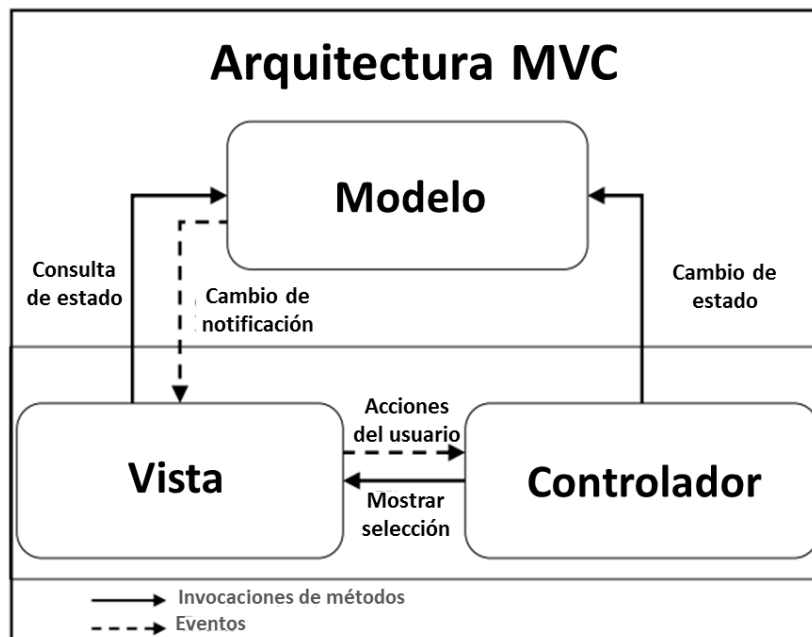 Arquitectura MVC
Modelo
Consulta
de estado
Cambio de
notificación
Cambio de
estado
Vista
Acciones
del usuario
Mostrar
selección
Controlador
Invocaciones de métodos
Eventos